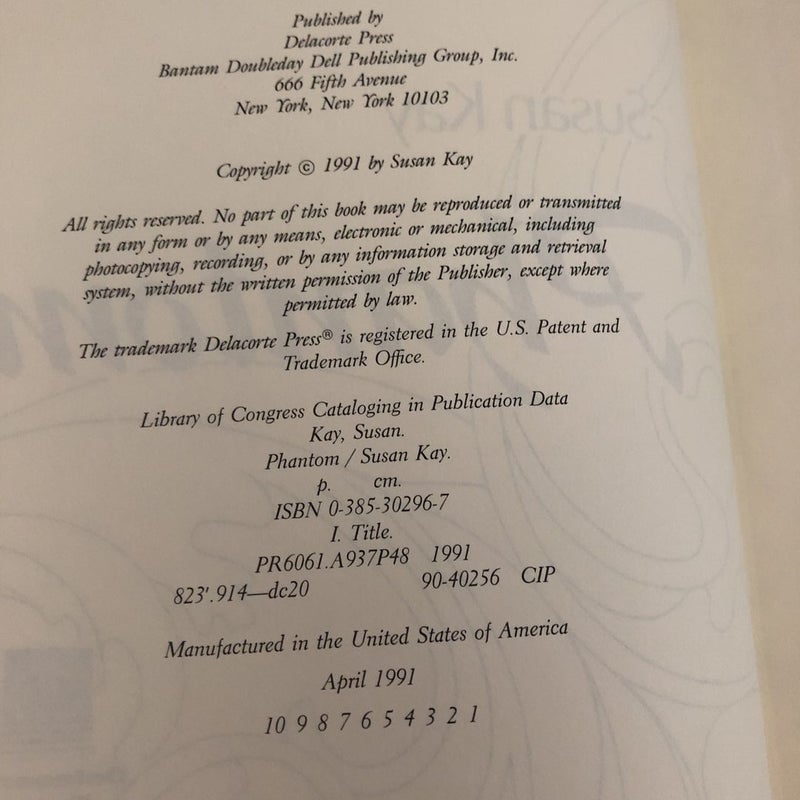 Published by
Delacorte Press
Bantam Doubleday Dell Publishing Group, Inc.
666 Fifth Avenue
New York, New York 10103
Susan Kay
Copyright © 1991 by Susan Kay
All rights reserved. No part of this book may be reproduced or transmitted
in any form or by any means, electronic or mechanical, including
photocopying, recording, or by any information storage and retrieval
system, without the written permission of the Publisher, except where
permitted by law.
The trademark Delacorte Press® is registered in the U.S. Patent and
Trademark Office.
Library of Congress Cataloging in Publication Data
Kay, Susan.
Phantom / Susan Kay.
p. cm.
ISBN 0-385-30296-7
I. Title.
PR6061.A937P48 1991
823'.914—dc20 90-40256 CIP
Manufactured in the United States of America
April 1991
10 9 8 7 6 5 4 3 2 1